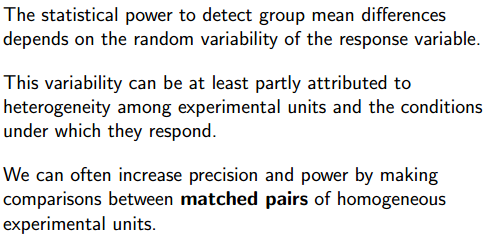 The statistical power to detect group mean differences
depends on the random variability of the response variable.
This variability can be at least partly attributed to
heterogeneity among experimental units and the conditions
under which they respond.
We can often increase precision and power by making
comparisons between matched pairs of homogeneous
experimental units.